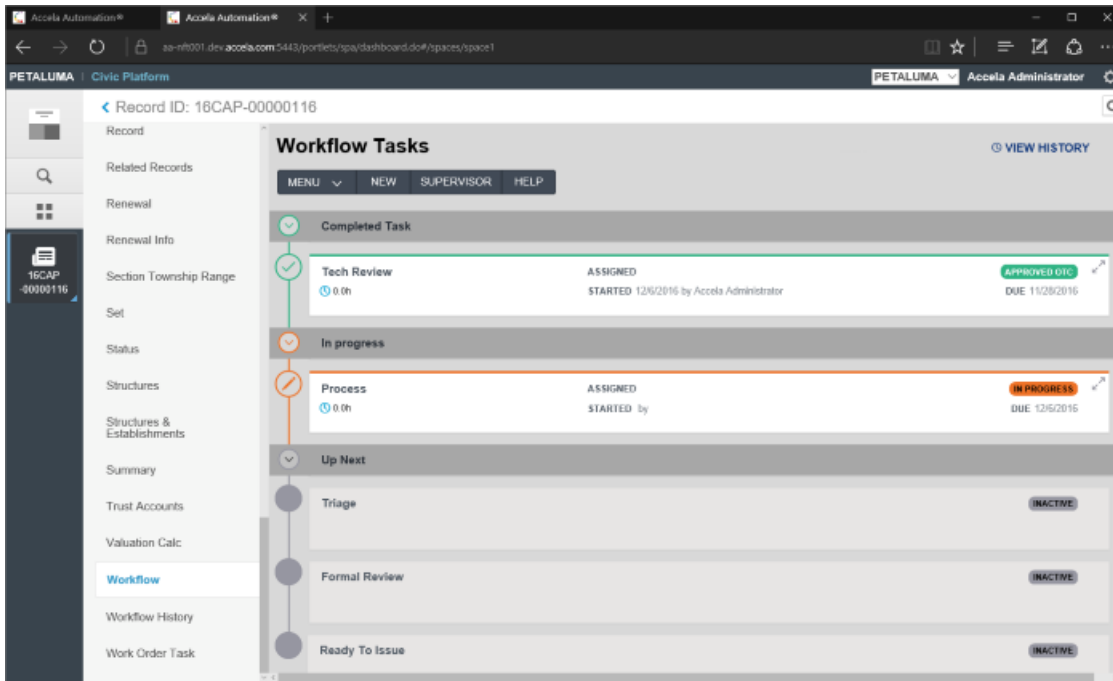 Accela Automation®
Accela Automation®
aa-nft001.dev.accela.com:5443/portlets/spa/dashboard.do#/spaces/space1
PETALUMA | Civic Platform
PETALUMA
Accela Administrator
Record ID: 16CAP-00000116
16CAP
-00000116
Record
Related Records
Renewal
Renewal Info
Section Township Range
Set
Status
Structures
Structures &
Establishments
Summary
Trust Accounts
Valuation Calc
Workflow
Workflow History
Work Order Task
Workflow Tasks
VIEW HISTORY
MENU NEW SUPERVISOR HELP
Completed Task
Tech Review ASSIGNED APPROVED OTC
0.0h STARTED 12/6/2016 by Accela Administrator DUE 11/28/2016
In progress
Process ASSIGNED IN PROGRESS
0.0h STARTED by DUE 12/6/2016
Up Next
Triage INACTIVE
Formal Review INACTIVE
Ready To Issue INACTIVE